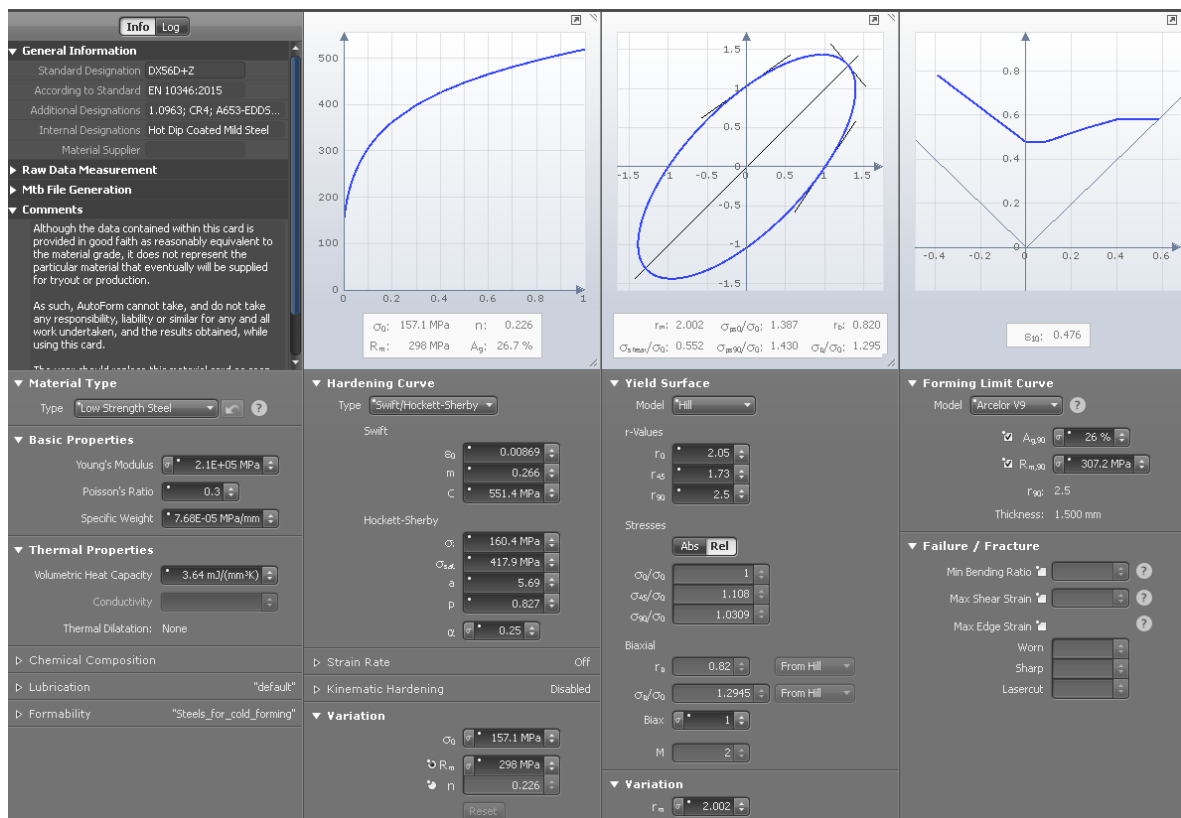 Info Log
General Information
Standard Designation DX56D+Z
According to Standard EN 10346:2015
Additional Designations 1.0963; CR4; A653-EDDS...
Internal Designations Hot Dip Coated Mild Steel
Material Supplier
Raw Data Measurement
Mtb File Generation
Comments
Although the data contained within this card is
provided in good faith as reasonably equivalent to
the material grade, it does not represent the
particular material that eventually will be supplied
for tryout or production.
As such, AutoForm cannot take, and do not take
any responsibility, liability or similar for any and all
work undertaken, and the results obtained, while
using this card.
500
400
300
200
100
0
0 0.2 0.4 0.6 0.8 1
σ₀: 157.1 MPa n: 0.226
Rₘ: 298 MPa A_g: 26.7 %
1.5
1
0.5
0
-1.5 -1 -0.5 0 0.5 1 1.5
-0.5
-1
-1.5
rₘ: 2.002 σps0/σ₀: 1.387 r_b: 0.820
0.552 σps90/σ₀: 1.430 σ_b/σ₀: 1.295
0.8
0.6
0.4
0.2
0
-0.4 -0.2 0 0.2 0.4 0.6
ε₁₀: 0.476
Material Type
Type Low Strength Steel ?
Basic Properties
Young's Modulus σ 2.1E+05 MPa
Poisson's Ratio 0.3
Specific Weight 7.68E-05 MPa/mm
Thermal Properties
Volumetric Heat Capacity 3.64 mJ/(mm³K)
Conductivity
Thermal Dilatation: None
Chemical Composition
Lubrication "default"
Formability "Steels_for_cold_forming"
Hardening Curve
Type Swift/Hockett-Sherby
Swift
ε₀ 0.00869
m 0.266
C 551.4 MPa
Hockett-Sherby
σᵢ 160.4 MPa
σsat 417.9 MPa
a 5.69
p 0.827
α σ 0.25
Strain Rate Off
Kinematic Hardening Disabled
Variation
σ₀ σ 157.1 MPa
Rₘ σ 298 MPa
n 0.226
Reset
Yield Surface
Model Hill
r-Values
r₀ 2.05
r₄₅ 1.73
r₉₀ 2.5
Stresses
Abs Rel
σ₀/σ₀ 1
σ₄₅/σ₀ 1.108
σ₉₀/σ₀ 1.0309
Biaxial
r_b 0.82 From Hill
σ_b/σ₀ 1.2945 From Hill
Biax σ 1
M 2
Variation
rₘ σ 2.002
Forming Limit Curve
Model Arcelor V9 ?
A_g,90 σ 26 %
Rₘ,₉₀ σ 307.2 MPa
r₉₀: 2.5
Thickness: 1.500 mm
Failure / Fracture
Min Bending Ratio ?
Max Shear Strain ?
Max Edge Strain ?
Worn
Sharp
Lasercut